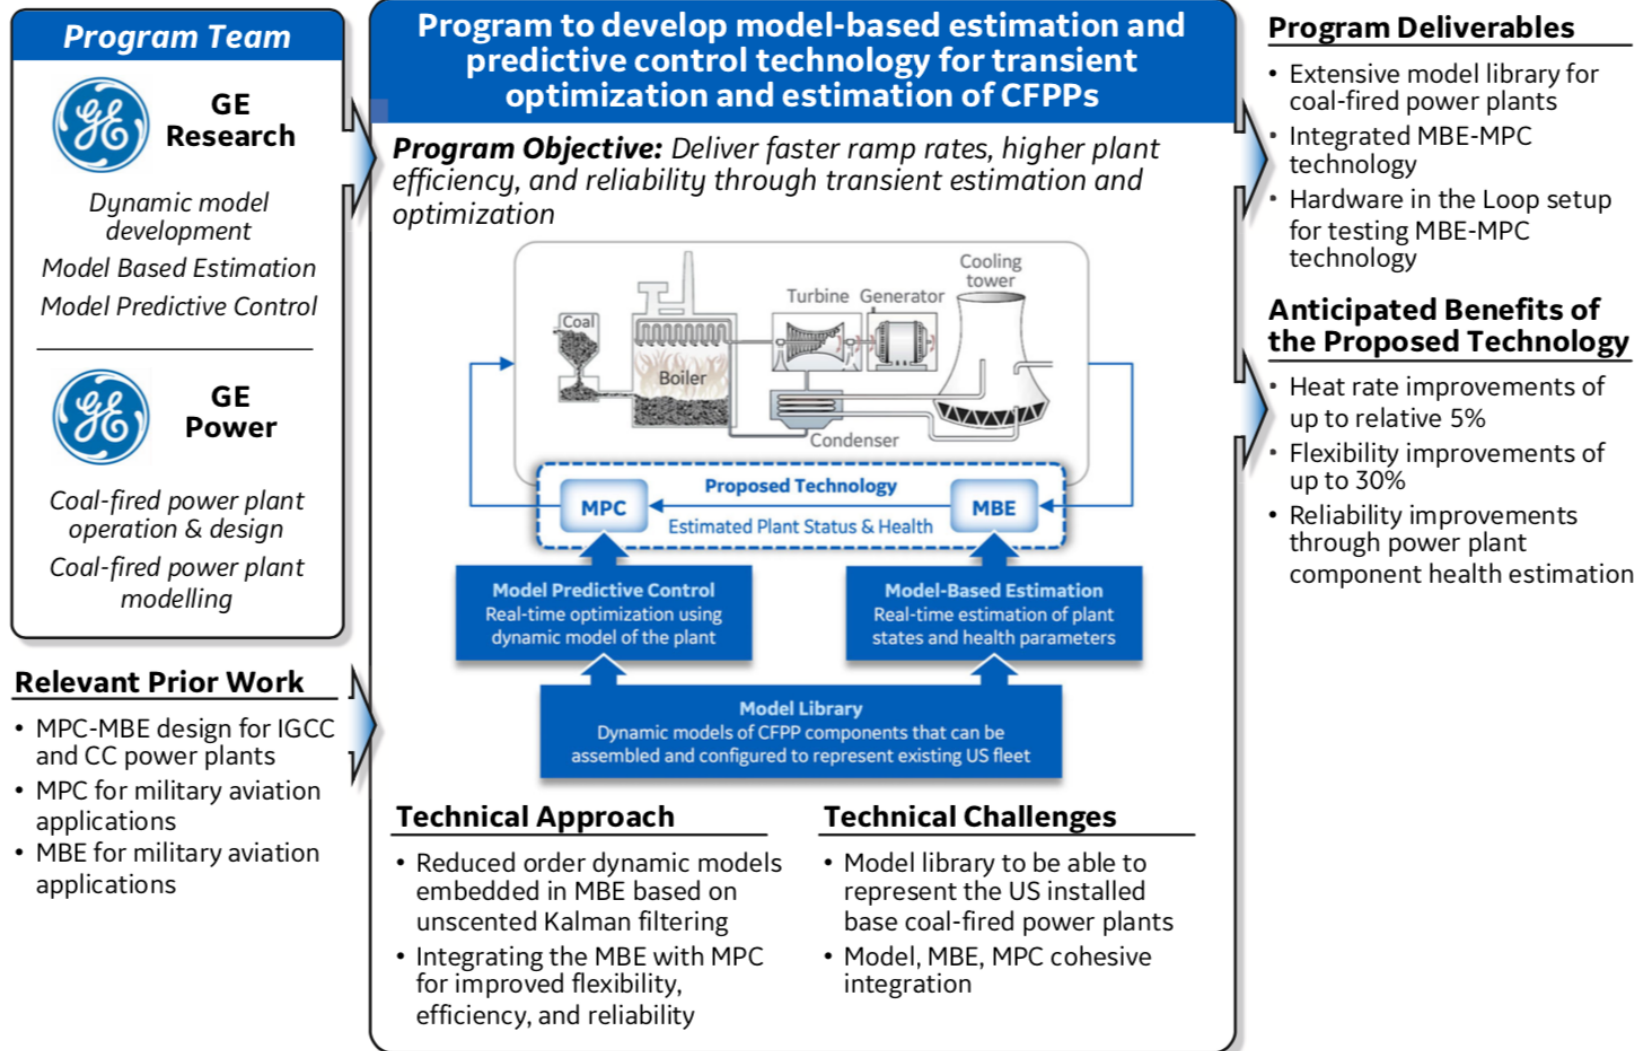 Program Team
GE
Research
Dynamic model
development
Model Based Estimation
Model Predictive Control
GE
Power
Coal-fired power plant
operation & design
Coal-fired power plant
modelling
Relevant Prior Work
• MPC-MBE design for IGCC
and CC power plants
• MPC for military aviation
applications
• MBE for military aviation
applications
Program to develop model-based estimation and
predictive control technology for transient
optimization and estimation of CFPPs
Program Objective: Deliver faster ramp rates, higher plant
efficiency, and reliability through transient estimation and
optimization
Coal
Boiler
Turbine
Generator
Cooling
tower
Condenser
Proposed Technology
MPC
MBE
Estimated Plant Status & Health
Model Predictive Control
Real-time optimization using
dynamic model of the plant
Model-Based Estimation
Real-time estimation of plant
states and health parameters
Model Library
Dynamic models of CFPP components that can be
assembled and configured to represent existing US fleet
Technical Approach
• Reduced order dynamic models
embedded in MBE based on
unscented Kalman filtering
• Integrating the MBE with MPC
for improved flexibility,
efficiency, and reliability
Technical Challenges
• Model library to be able to
represent the US installed
base coal-fired power plants
• Model, MBE, MPC cohesive
integration
Program Deliverables
• Extensive model library for
coal-fired power plants
• Integrated MBE-MPC
technology
• Hardware in the Loop setup
for testing MBE-MPC
technology
Anticipated Benefits of
the Proposed Technology
• Heat rate improvements of
up to relative 5%
• Flexibility improvements of
up to 30%
• Reliability improvements
through power plant
component health estimation